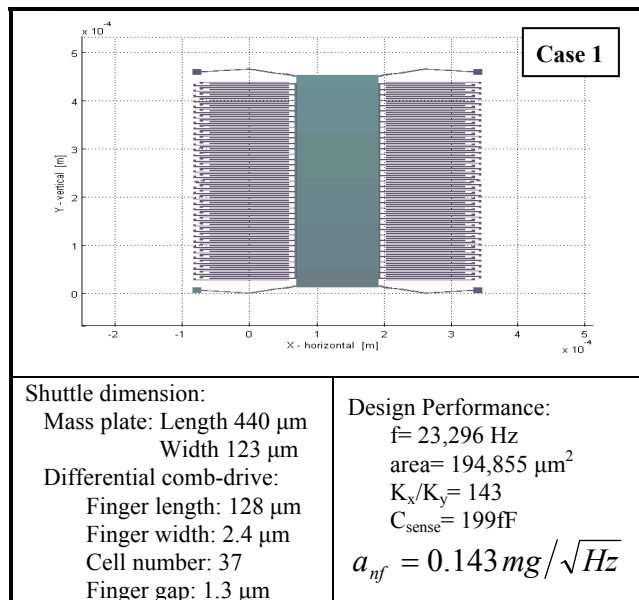 x 10⁻⁴
Case 1
5
4
3
2
1
0
Y - vertical [m]
-2 -1 0 1 2 3 4 5
X - horizontal [m]
x 10⁻⁴
Shuttle dimension:
Mass plate: Length 440 μm
Width 123 μm
Differential comb-drive:
Finger length: 128 μm
Finger width: 2.4 μm
Cell number: 37
Finger gap: 1.3 μm
Design Performance:
f= 23,296 Hz
area= 194,855 μm²
Kₓ/Kᵧ= 143
C_sense= 199fF
a_nf = 0.143 mg/√Hz